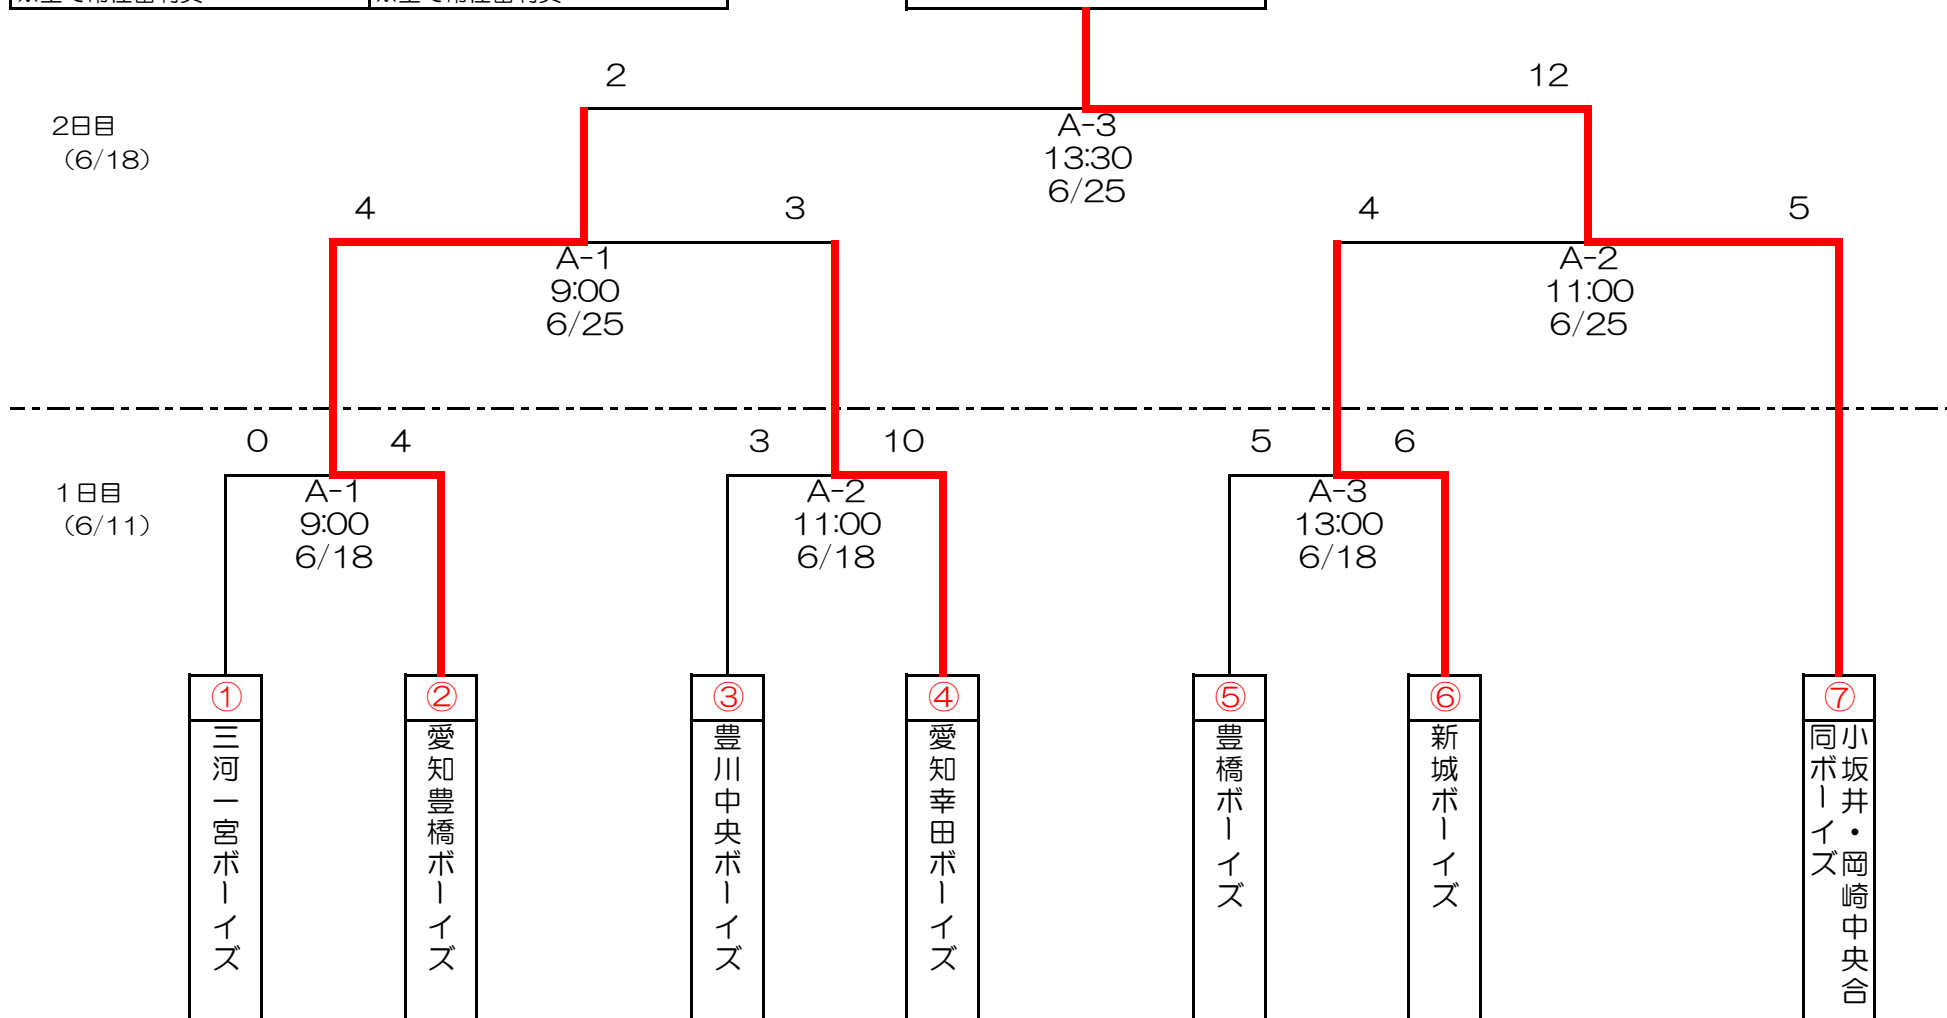 2
12
2日目
（6/18）
A-3
13:30
6/25
4
3
4
5
A-1
9:00
6/25
A-2
11:00
6/25
0
4
3
10
5
6
1日目
（6/11）
A-1
9:00
6/18
A-2
11:00
6/18
A-3
13:00
6/18
①
三河一宮ボーイズ
②
愛知豊橋ボーイズ
③
豊川中央ボーイズ
④
愛知幸田ボーイズ
⑤
豊橋ボーイズ
⑥
新城ボーイズ
⑦
小坂井・岡崎中央合
同ボーイズ